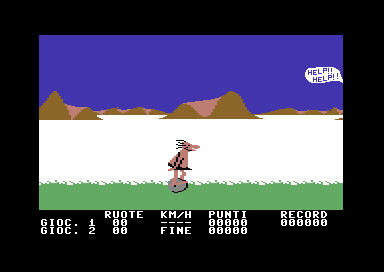 HELP!!
HELP!!
RUOTE KM/H PUNTI RECORD
GIOC. 1 00 ---- 00000 000000
GIOC. 2 00 FINE 00000